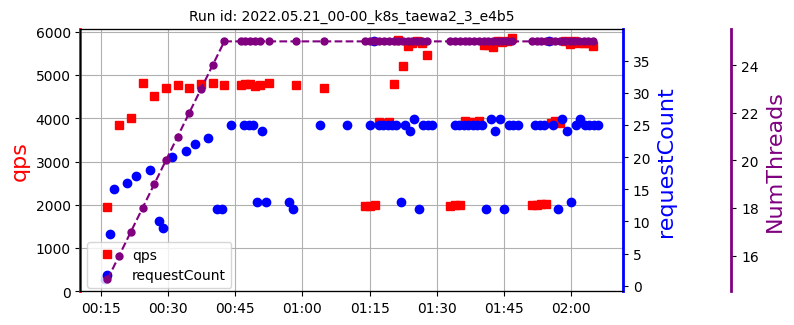 Run id: 2022.05.21_00-00_k8s_taewa2_3_e4b5
6000
5000
4000
3000
2000
1000
0
qps
35
30
25
20
15
10
5
0
requestCount
24
22
20
18
16
NumThreads
qps
requestCount
00:15 00:30 00:45 01:00 01:15 01:30 01:45 02:00